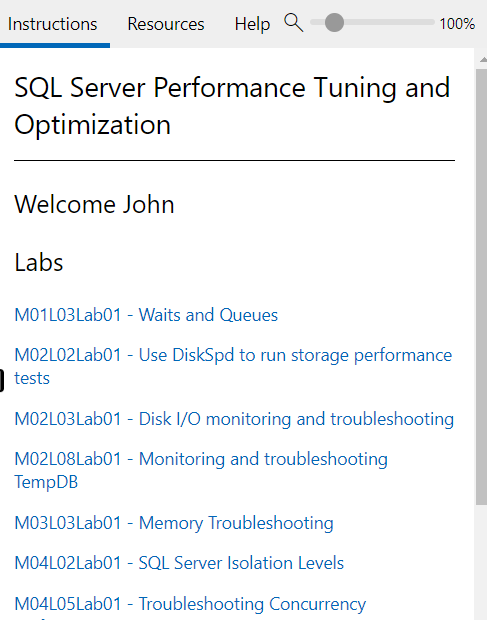 Instructions Resources Help 100%
SQL Server Performance Tuning and
Optimization
Welcome John
Labs
M01L03Lab01 - Waits and Queues
M02L02Lab01 - Use DiskSpd to run storage performance
tests
M02L03Lab01 - Disk I/O monitoring and troubleshooting
M02L08Lab01 - Monitoring and troubleshooting
TempDB
M03L03Lab01 - Memory Troubleshooting
M04L02Lab01 - SQL Server Isolation Levels
M04L05Lab01 - Troubleshooting Concurrency